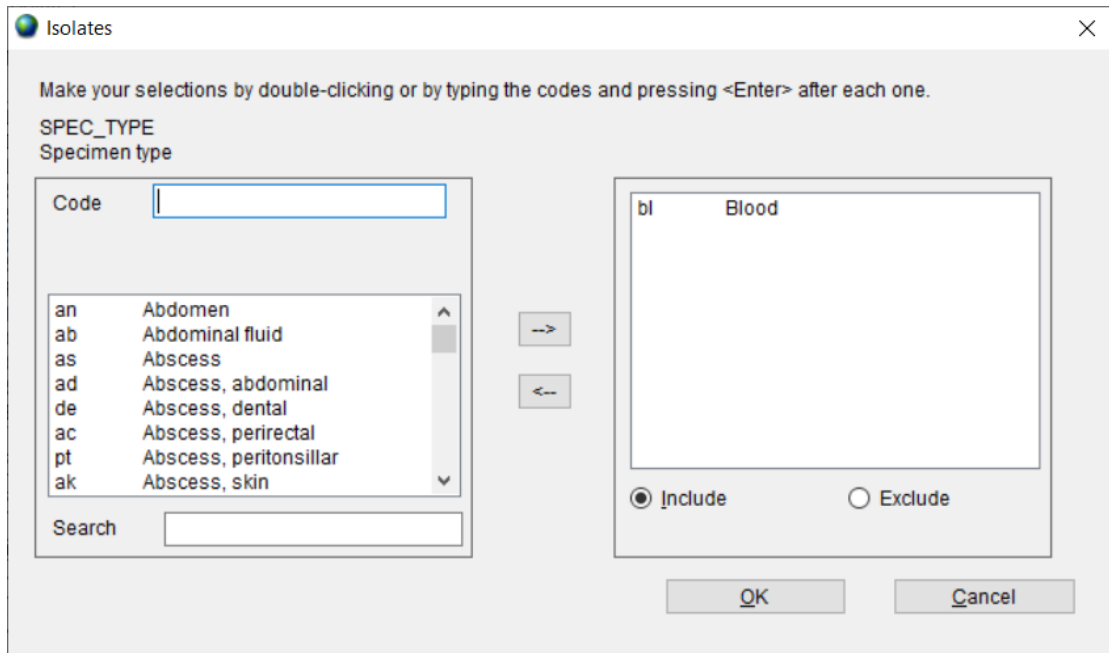 Isolates
Make your selections by double-clicking or by typing the codes and pressing <Enter> after each one.
SPEC_TYPE
Specimen type
Code
an Abdomen
ab Abdominal fluid
as Abscess
ad Abscess, abdominal
de Abscess, dental
ac Abscess, perirectal
pt Abscess, peritonsillar
ak Abscess, skin
Search
-->
<--
bl Blood
Include
Exclude
OK
Cancel